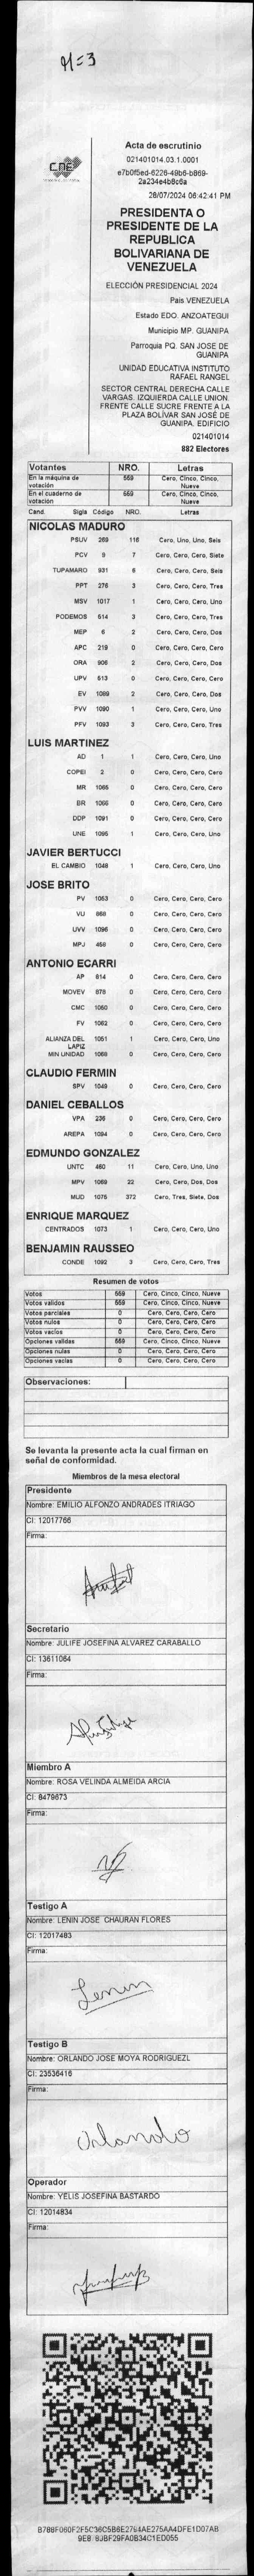 M=3
CNE
Acta de escrutinio
021401014.03.1.0001
e7b0f5ed-6226-49b6-b869-
2a234e4b8c6a
28/07/2024 06:42:41 PM
PRESIDENTA O
PRESIDENTE DE LA
REPUBLICA
BOLIVARIANA DE
VENEZUELA
ELECCIÓN PRESIDENCIAL 2024
País VENEZUELA
Estado EDO. ANZOATEGUI
Municipio MP. GUANIPA
Parroquia PQ. SAN JOSE DE
GUANIPA
UNIDAD EDUCATIVA INSTITUTO
RAFAEL RANGEL
SECTOR CENTRAL DERECHA CALLE
VARGAS. IZQUIERDA CALLE UNION.
FRENTE CALLE SUCRE FRENTE A LA
PLAZA BOLÍVAR SAN JOSÉ DE
GUANIPA. EDIFICIO
021401014
882 Electores
Votantes NRO. Letras
En la máquina de votación 559 Cero, Cinco, Cinco, Nueve
En el cuaderno de votación 559 Cero, Cinco, Cinco, Nueve
Cand. Sigla Código NRO. Letras
NICOLAS MADURO
PSUV 269 116 Cero, Uno, Uno, Seis
PCV 9 7 Cero, Cero, Cero, Siete
TUPAMARO 931 6 Cero, Cero, Cero, Seis
PPT 276 3 Cero, Cero, Cero, Tres
MSV 1017 1 Cero, Cero, Cero, Uno
PODEMOS 514 3 Cero, Cero, Cero, Tres
MEP 6 2 Cero, Cero, Cero, Dos
APC 219 0 Cero, Cero, Cero, Cero
ORA 906 2 Cero, Cero, Cero, Dos
UPV 513 0 Cero, Cero, Cero, Cero
EV 1089 2 Cero, Cero, Cero, Dos
PVV 1090 1 Cero, Cero, Cero, Uno
PFV 1093 3 Cero, Cero, Cero, Tres
LUIS MARTINEZ
AD 1 1 Cero, Cero, Cero, Uno
COPEI 2 0 Cero, Cero, Cero, Cero
MR 1065 0 Cero, Cero, Cero, Cero
BR 1066 0 Cero, Cero, Cero, Cero
DDP 1091 0 Cero, Cero, Cero, Cero
UNE 1095 1 Cero, Cero, Cero, Uno
JAVIER BERTUCCI
EL CAMBIO 1048 1 Cero, Cero, Cero, Uno
JOSE BRITO
PV 1053 0 Cero, Cero, Cero, Cero
VU 868 0 Cero, Cero, Cero, Cero
UVV 1096 0 Cero, Cero, Cero, Cero
MPJ 458 0 Cero, Cero, Cero, Cero
ANTONIO ECARRI
AP 814 0 Cero, Cero, Cero, Cero
MOVEV 878 0 Cero, Cero, Cero, Cero
CMC 1050 0 Cero, Cero, Cero, Cero
FV 1062 0 Cero, Cero, Cero, Cero
ALIANZA DEL LAPIZ 1051 1 Cero, Cero, Cero, Uno
MIN UNIDAD 1068 0 Cero, Cero, Cero, Cero
CLAUDIO FERMIN
SPV 1049 0 Cero, Cero, Cero, Cero
DANIEL CEBALLOS
VPA 236 0 Cero, Cero, Cero, Cero
AREPA 1094 0 Cero, Cero, Cero, Cero
EDMUNDO GONZALEZ
UNTC 460 11 Cero, Cero, Uno, Uno
MPV 1069 22 Cero, Cero, Dos, Dos
MUD 1075 372 Cero, Tres, Siete, Dos
ENRIQUE MARQUEZ
CENTRADOS 1073 1 Cero, Cero, Cero, Uno
BENJAMIN RAUSSEO
CONDE 1092 3 Cero, Cero, Cero, Tres
Resumen de votos
Votos 559 Cero, Cinco, Cinco, Nueve
Votos validos 559 Cero, Cinco, Cinco, Nueve
Votos parciales 0 Cero, Cero, Cero, Cero
Votos nulos 0 Cero, Cero, Cero, Cero
Votos vacíos 0 Cero, Cero, Cero, Cero
Opciones validas 559 Cero, Cinco, Cinco, Nueve
Opciones nulas 0 Cero, Cero, Cero, Cero
Opciones vacías 0 Cero, Cero, Cero, Cero
Observaciones:
Se levanta la presente acta la cual firman en
señal de conformidad.
Miembros de la mesa electoral
Presidente
Nombre: EMILIO ALFONZO ANDRADES ITRIAGO
CI: 12017766
Firma:
Secretario
Nombre: JULIFE JOSEFINA ALVAREZ CARABALLO
CI: 13611064
Firma:
Miembro A
Nombre: ROSA VELINDA ALMEIDA ARCIA
CI: 8479673
Firma:
Testigo A
Nombre: LENIN JOSE CHAURAN FLORES
CI: 12017483
Firma:
Lenin
Testigo B
Nombre: ORLANDO JOSE MOYA RODRIGUEZL
CI: 23536416
Firma:
Orlando
Operador
Nombre: YELIS JOSEFINA BASTARDO
CI: 12014834
Firma: